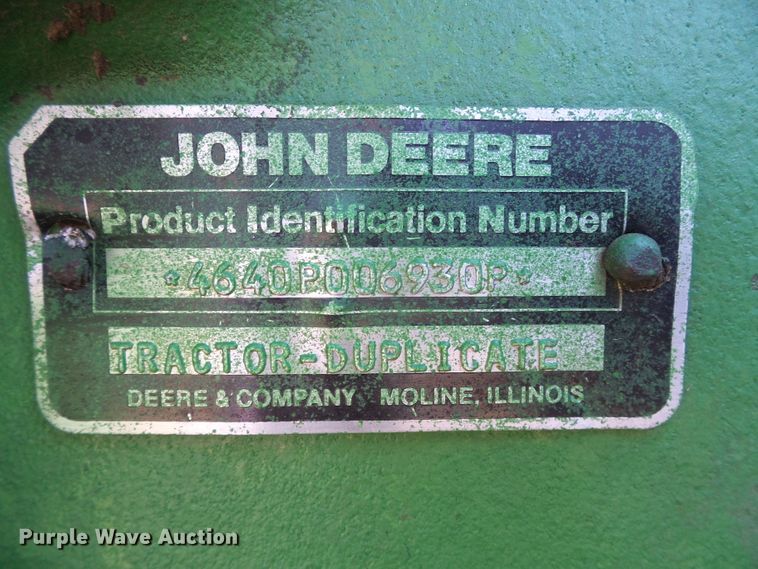 JOHN DEERE
Product Identification Number
*4640P006930P*
TRACTOR-DUPLICATE
DEERE & COMPANY MOLINE, ILLINOIS
Purple Wave Auction